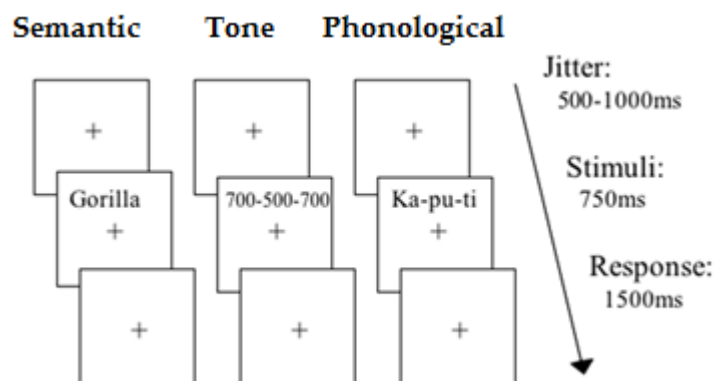 Semantic Tone Phonological
Jitter:
500-1000ms
Gorilla 700-500-700 Ka-pu-ti
Stimuli:
750ms
Response:
1500ms